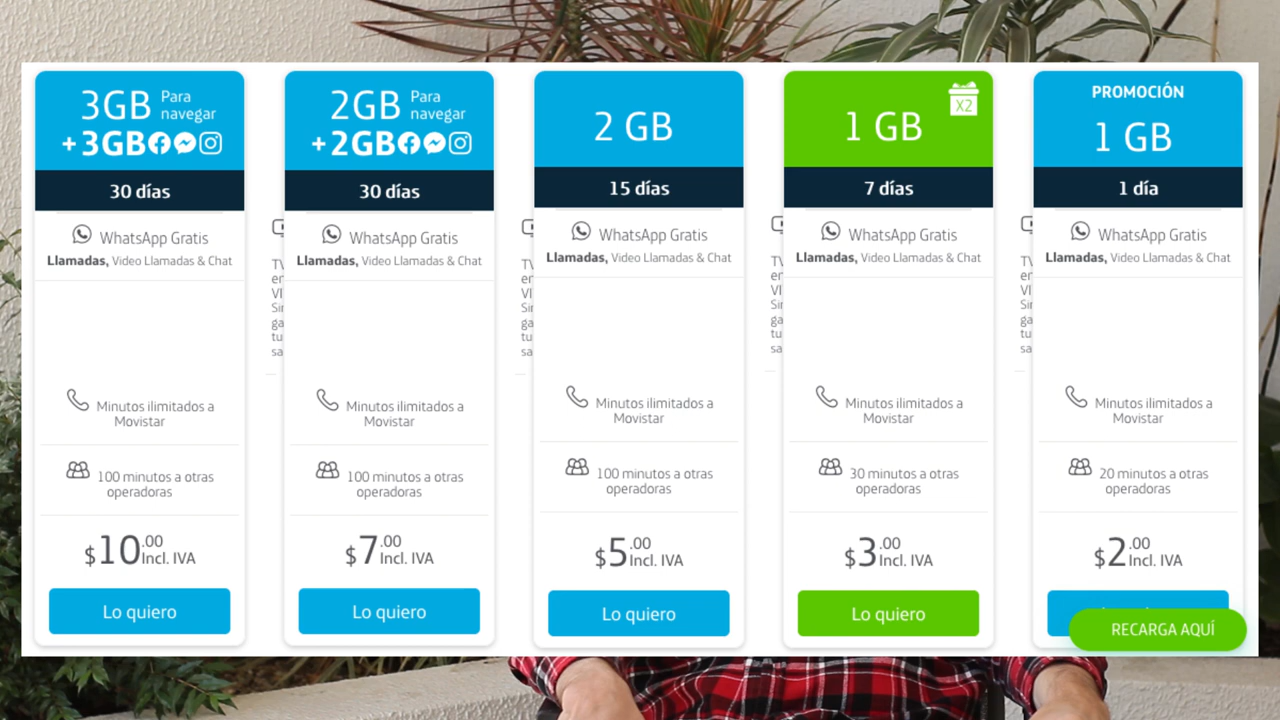 3GB Para navegar
+3GB
30 días
WhatsApp Gratis
Llamadas, Video Llamadas & Chat
Minutos ilimitados a
Movistar
100 minutos a otras
operadoras
$10.00
Incl. IVA
Lo quiero
2GB Para navegar
+2GB
30 días
WhatsApp Gratis
Llamadas, Video Llamadas & Chat
Minutos ilimitados a
Movistar
100 minutos a otras
operadoras
$7.00
Incl. IVA
Lo quiero
2 GB
15 días
WhatsApp Gratis
Llamadas, Video Llamadas & Chat
Minutos ilimitados a
Movistar
100 minutos a otras
operadoras
$5.00
Incl. IVA
Lo quiero
1 GB
X2
7 días
WhatsApp Gratis
Llamadas, Video Llamadas & Chat
Minutos ilimitados a
Movistar
30 minutos a otras
operadoras
$3.00
Incl. IVA
Lo quiero
PROMOCIÓN
1 GB
1 día
WhatsApp Gratis
Llamadas, Video Llamadas & Chat
Minutos ilimitados a
Movistar
20 minutos a otras
operadoras
$2.00
Incl. IVA
RECARGA AQUÍ